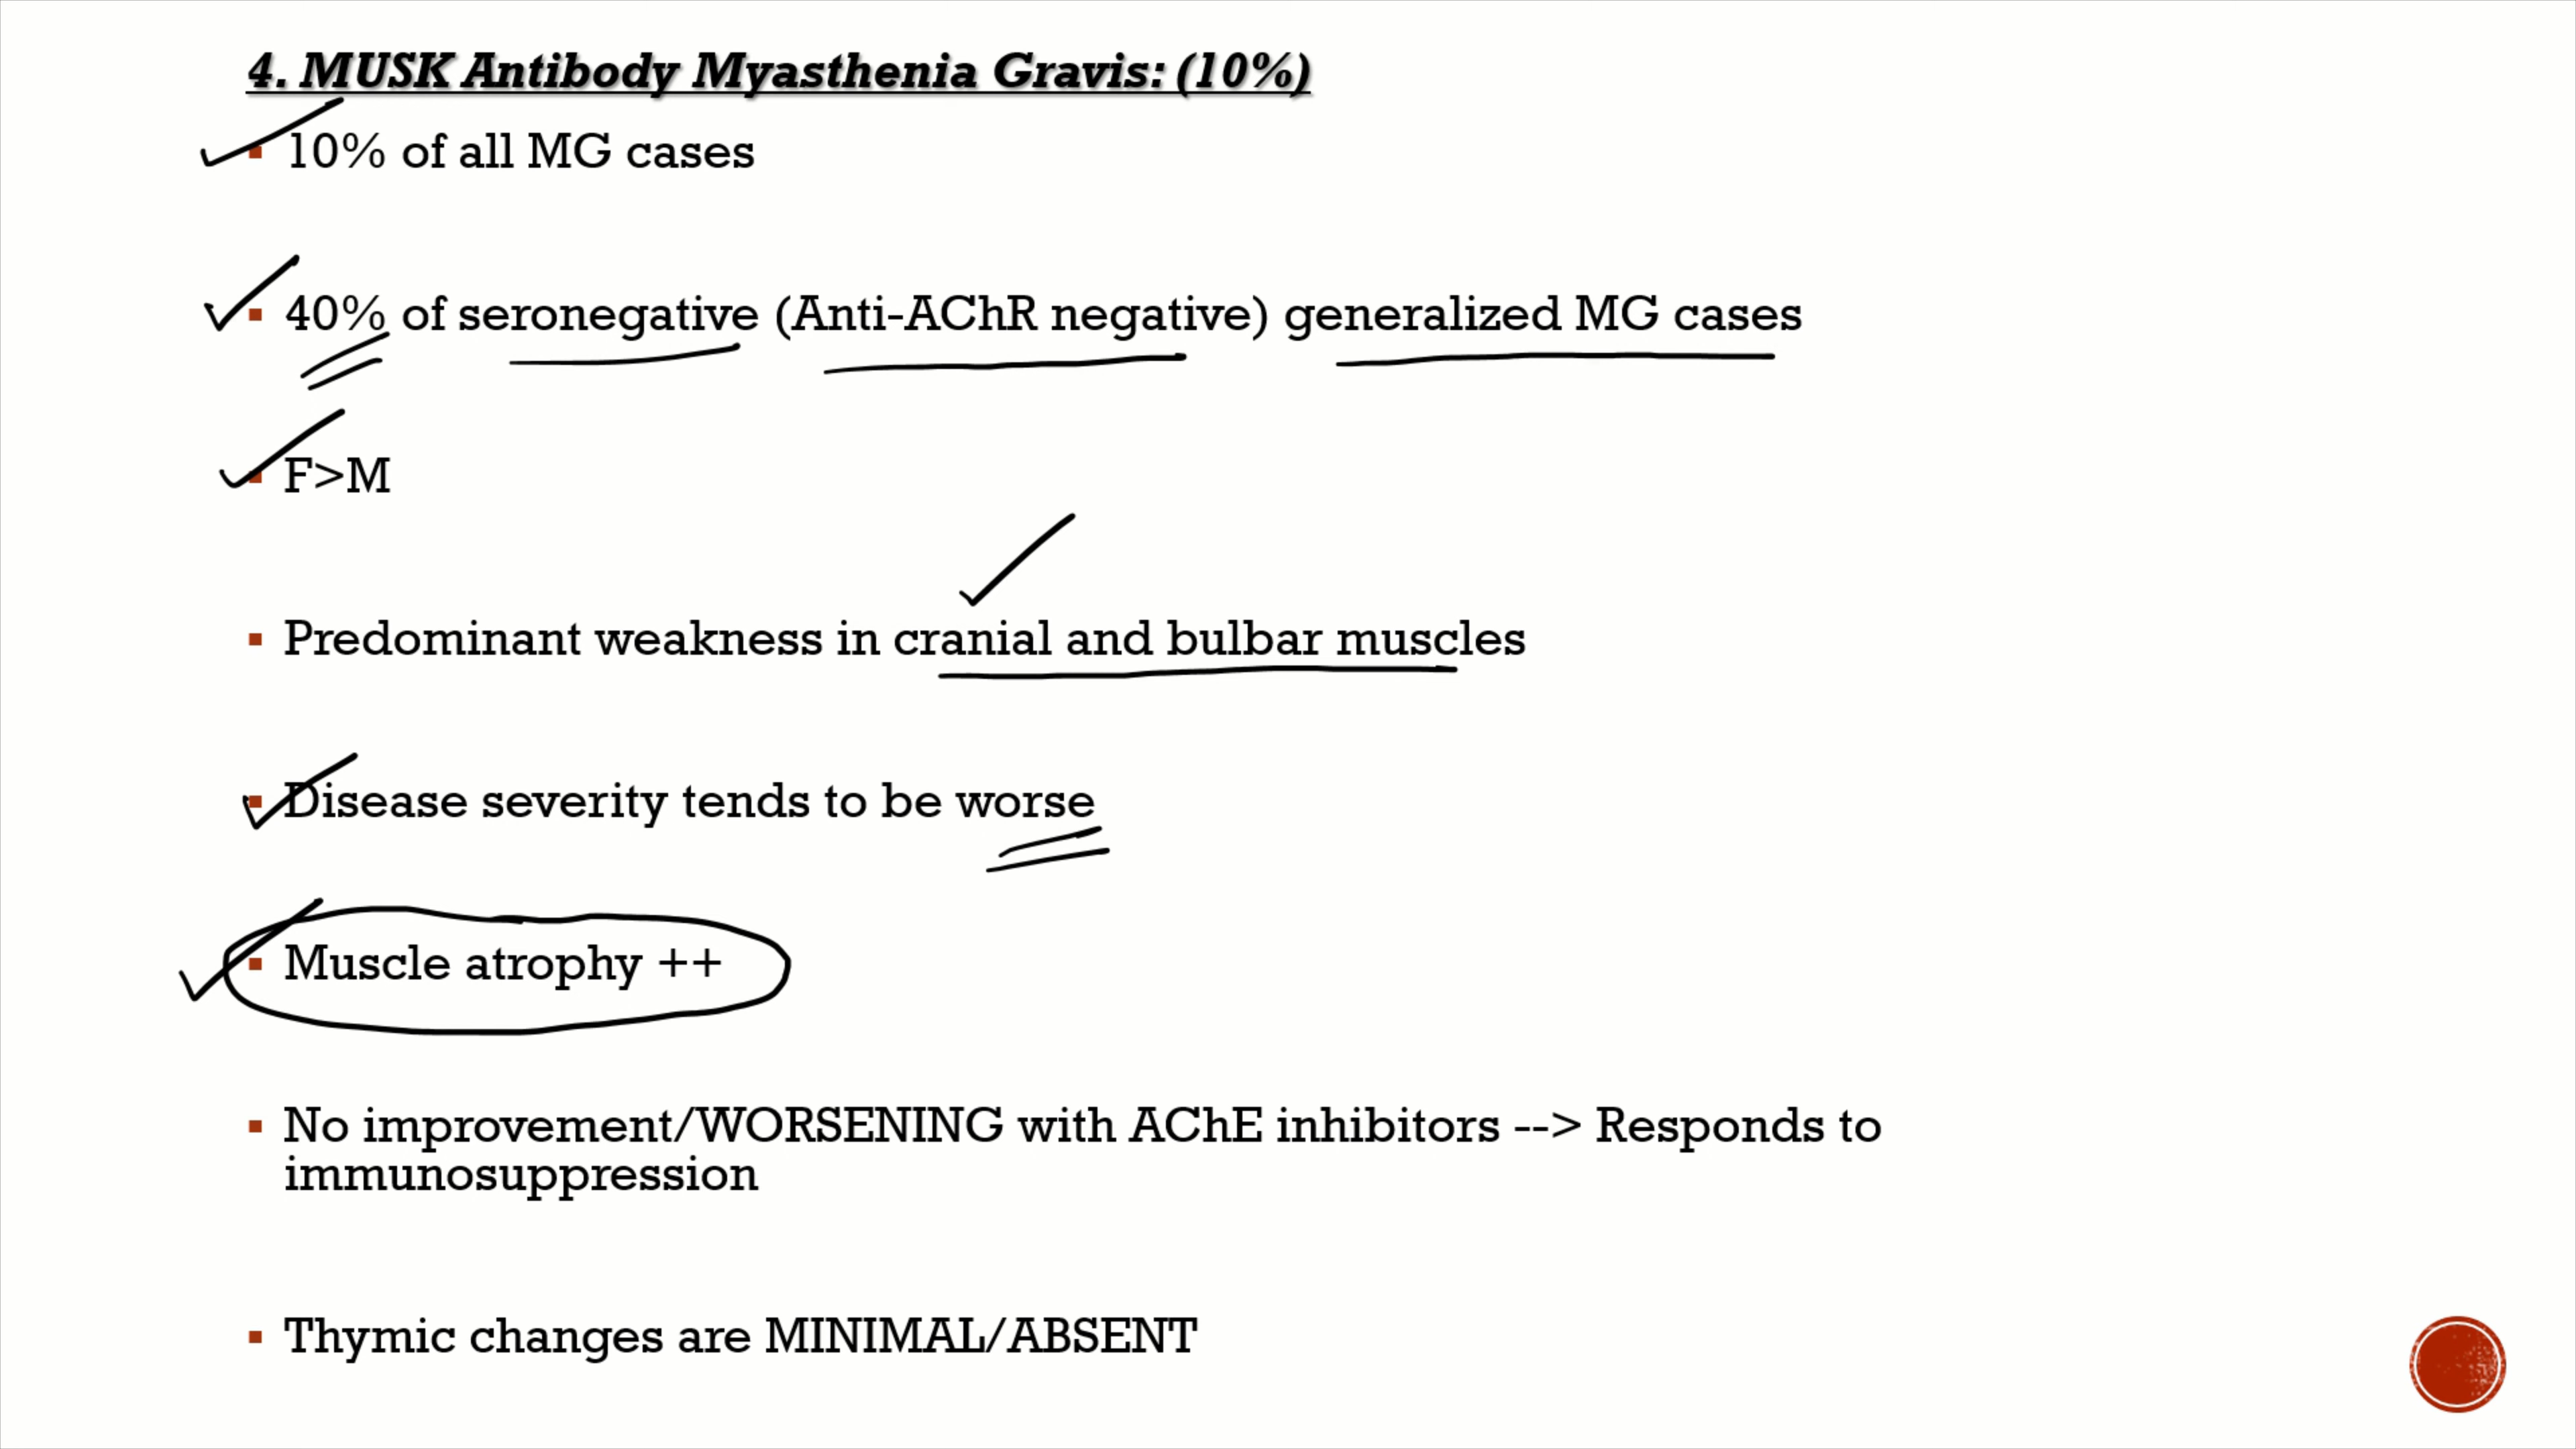 4. MUSK Antibody Myasthenia Gravis: (10%)
▪ 10% of all MG cases
▪ 40% of seronegative (Anti-AChR negative) generalized MG cases
▪ F>M
▪ Predominant weakness in cranial and bulbar muscles
▪ Disease severity tends to be worse
▪ Muscle atrophy ++
▪ No improvement/WORSENING with AChE inhibitors --> Responds to
immunosuppression
▪ Thymic changes are MINIMAL/ABSENT